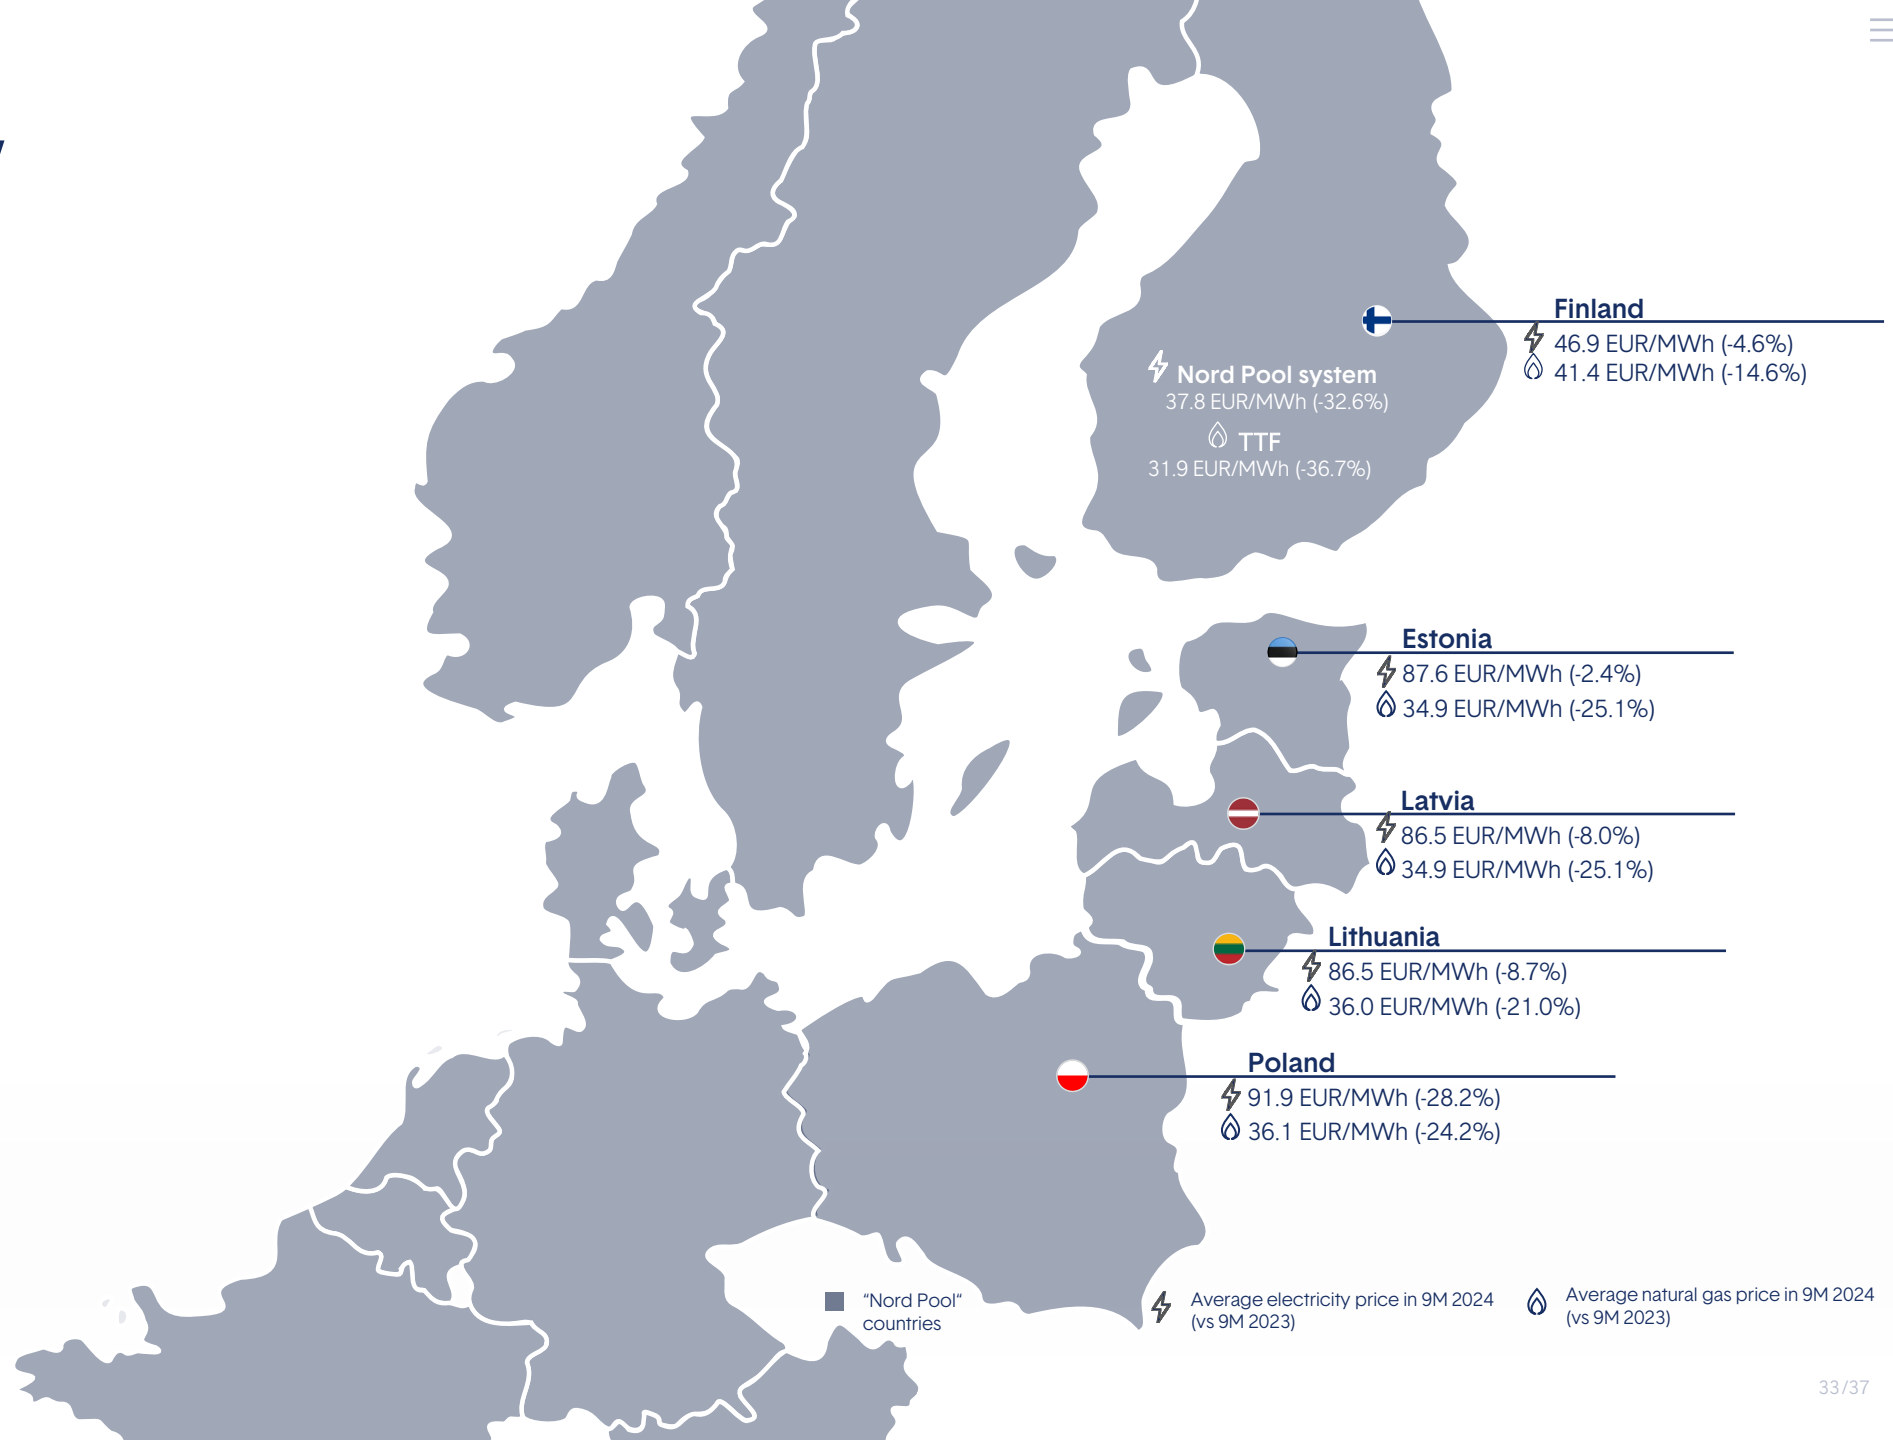 Finland
46.9 EUR/MWh (-4.6%)
41.4 EUR/MWh (-14.6%)
Nord Pool system
37.8 EUR/MWh (-32.6%)
TTF
31.9 EUR/MWh (-36.7%)
Estonia
87.6 EUR/MWh (-2.4%)
34.9 EUR/MWh (-25.1%)
Latvia
86.5 EUR/MWh (-8.0%)
34.9 EUR/MWh (-25.1%)
Lithuania
86.5 EUR/MWh (-8.7%)
36.0 EUR/MWh (-21.0%)
Poland
91.9 EUR/MWh (-28.2%)
36.1 EUR/MWh (-24.2%)
“Nord Pool“
countries
Average electricity price in 9M 2024
(vs 9M 2023)
Average natural gas price in 9M 2024
(vs 9M 2023)
33/37